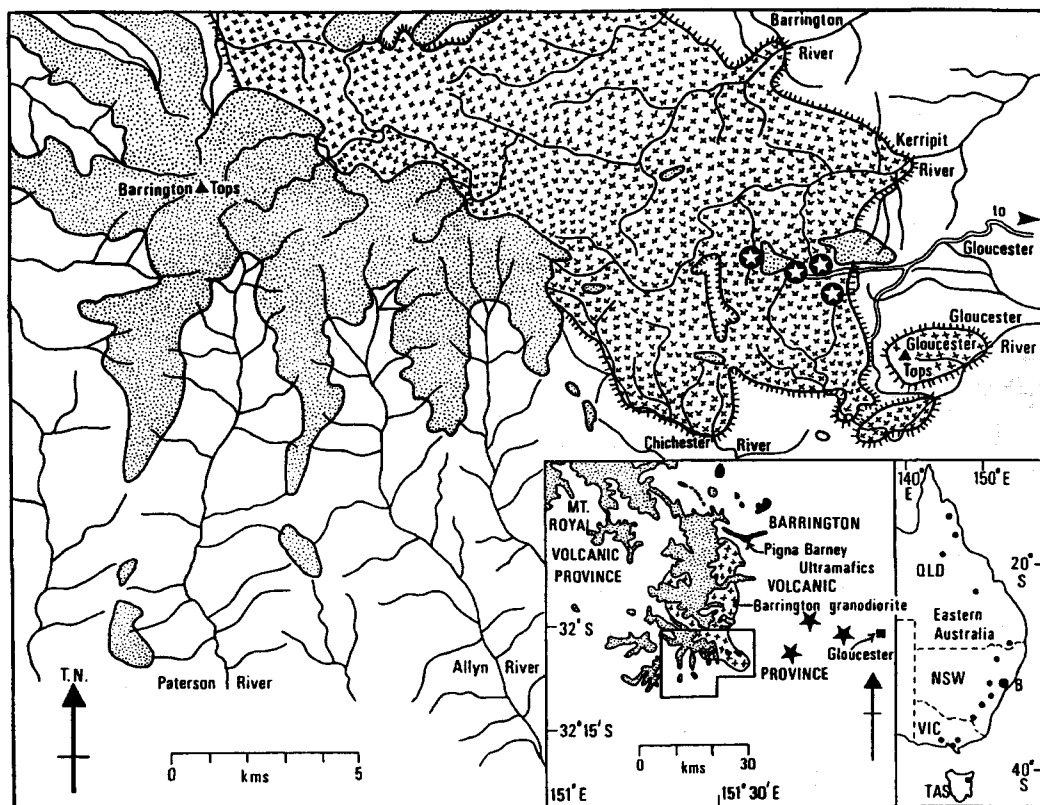 Barrington
River
Kerripit
River
Barrington Tops
to
Gloucester
Gloucester
River
Gloucester
Tops
Chichester River
Paterson River
Allyn River
T.N.
0 5
kms
MT.
ROYAL
VOLCANIC
PROVINCE
BARRINGTON
Pigna Barney
Ultramafics
VOLCANIC
Barrington granodiorite
Gloucester
PROVINCE
32° S
32° 15'S
0 30
kms
151° E
151° 30' E
140°
E
150°
E
20°
S
QLD
Eastern
Australia
NSW
B
VIC
40°
S
TAS